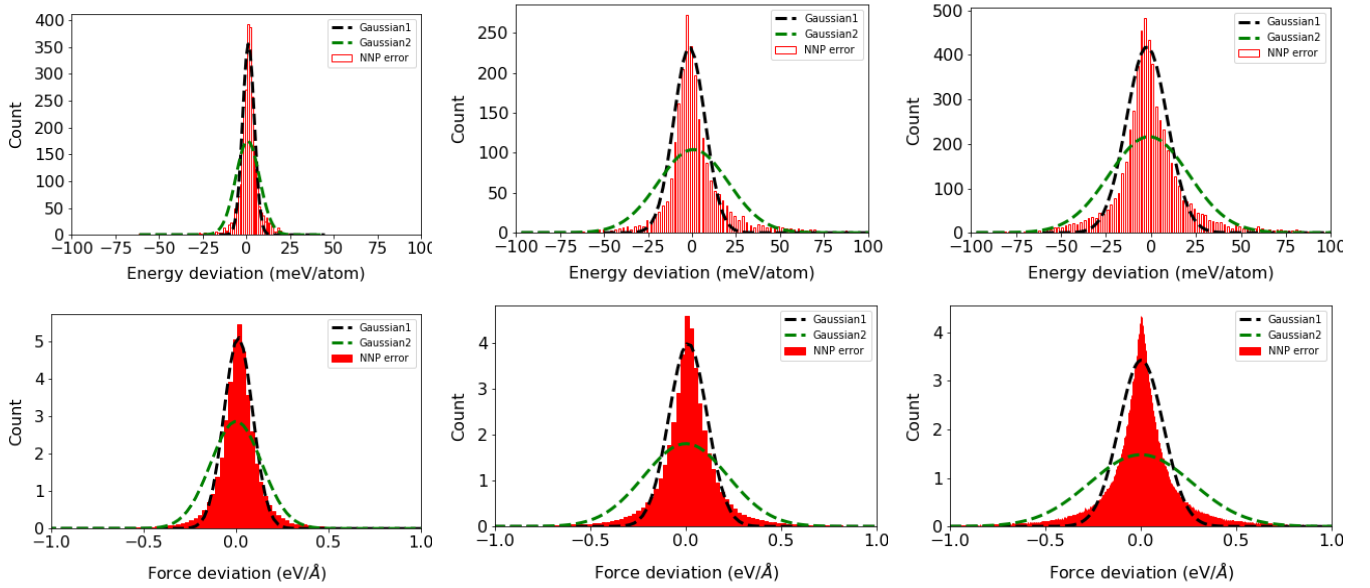 400
350
300
250
200
150
100
50
0
Count
Gaussian1
Gaussian2
NNP error
−100 −75 −50 −25 0 25 50 75 100
Energy deviation (meV/atom)
250
200
150
100
50
0
Count
Gaussian1
Gaussian2
NNP error
−100 −75 −50 −25 0 25 50 75 100
Energy deviation (meV/atom)
500
400
300
200
100
0
Count
Gaussian1
Gaussian2
NNP error
−100 −75 −50 −25 0 25 50 75 100
Energy deviation (meV/atom)
5
4
3
2
1
0
Count
Gaussian1
Gaussian2
NNP error
−1.0 −0.5 0.0 0.5 1.0
Force deviation (eV/Å)
4
3
2
1
0
Count
Gaussian1
Gaussian2
NNP error
−1.0 −0.5 0.0 0.5 1.0
Force deviation (eV/Å)
4
3
2
1
0
Count
Gaussian1
Gaussian2
NNP error
−1.0 −0.5 0.0 0.5 1.0
Force deviation (eV/Å)